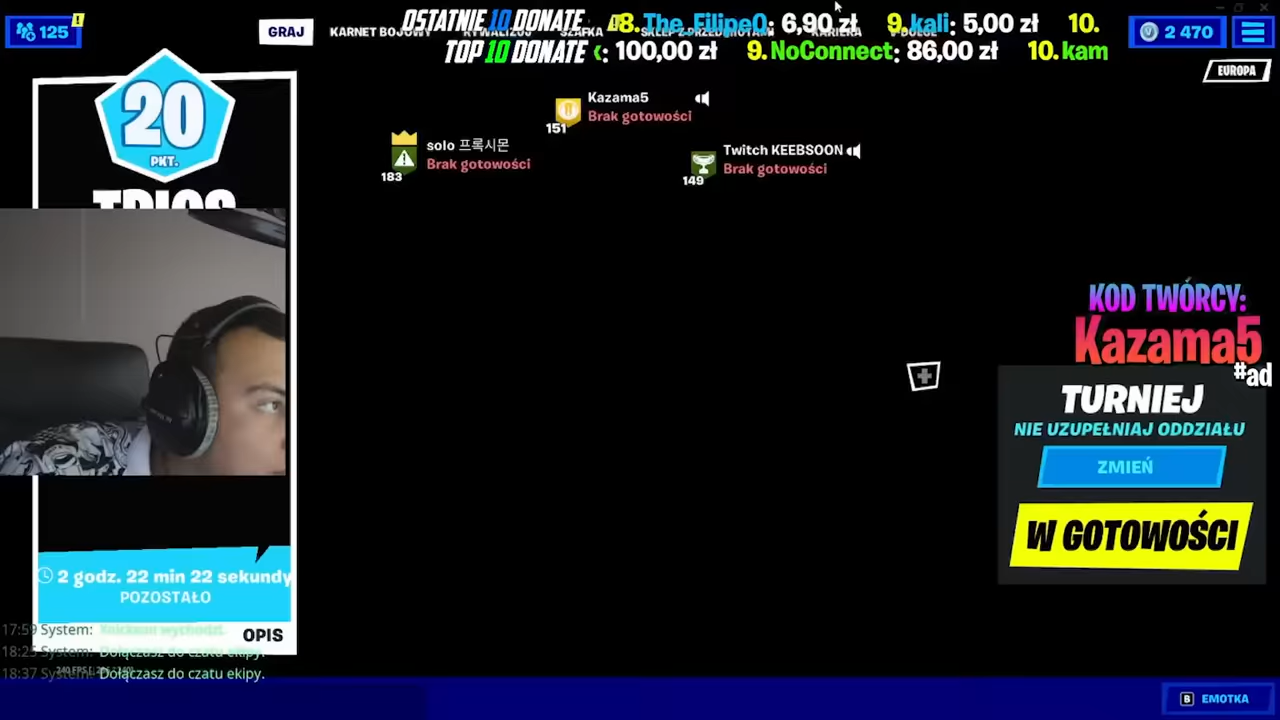 125
GRAJ
KARNET BOJOWY
SZAFKA
KARIERA
OSTATNIE 10 DONATE
8. The_Filipe0: 6,90 zł 9. kali: 5,00 zł 10.
TOP 10 DONATE
: 100,00 zł 9. NoConnect: 86,00 zł 10. kam
2 470
EUROPA
20
PKT.
TRIOS
Kazama5
Brak gotowości
151
solo 프록시몬
Brak gotowości
183
Twitch KEEBSOON
Brak gotowości
149
KOD TWÓRCY:
Kazama5
#ad
TURNIEJ
NIE UZUPEŁNIAJ ODDZIAŁU
ZMIEŃ
W GOTOWOŚCI
2 godz. 22 min 22 sekundy
POZOSTAŁO
17:59 System:
OPIS
18:25 System: Dołączasz do czatu ekipy.
18:37 System: Dołączasz do czatu ekipy.
B EMOTKA